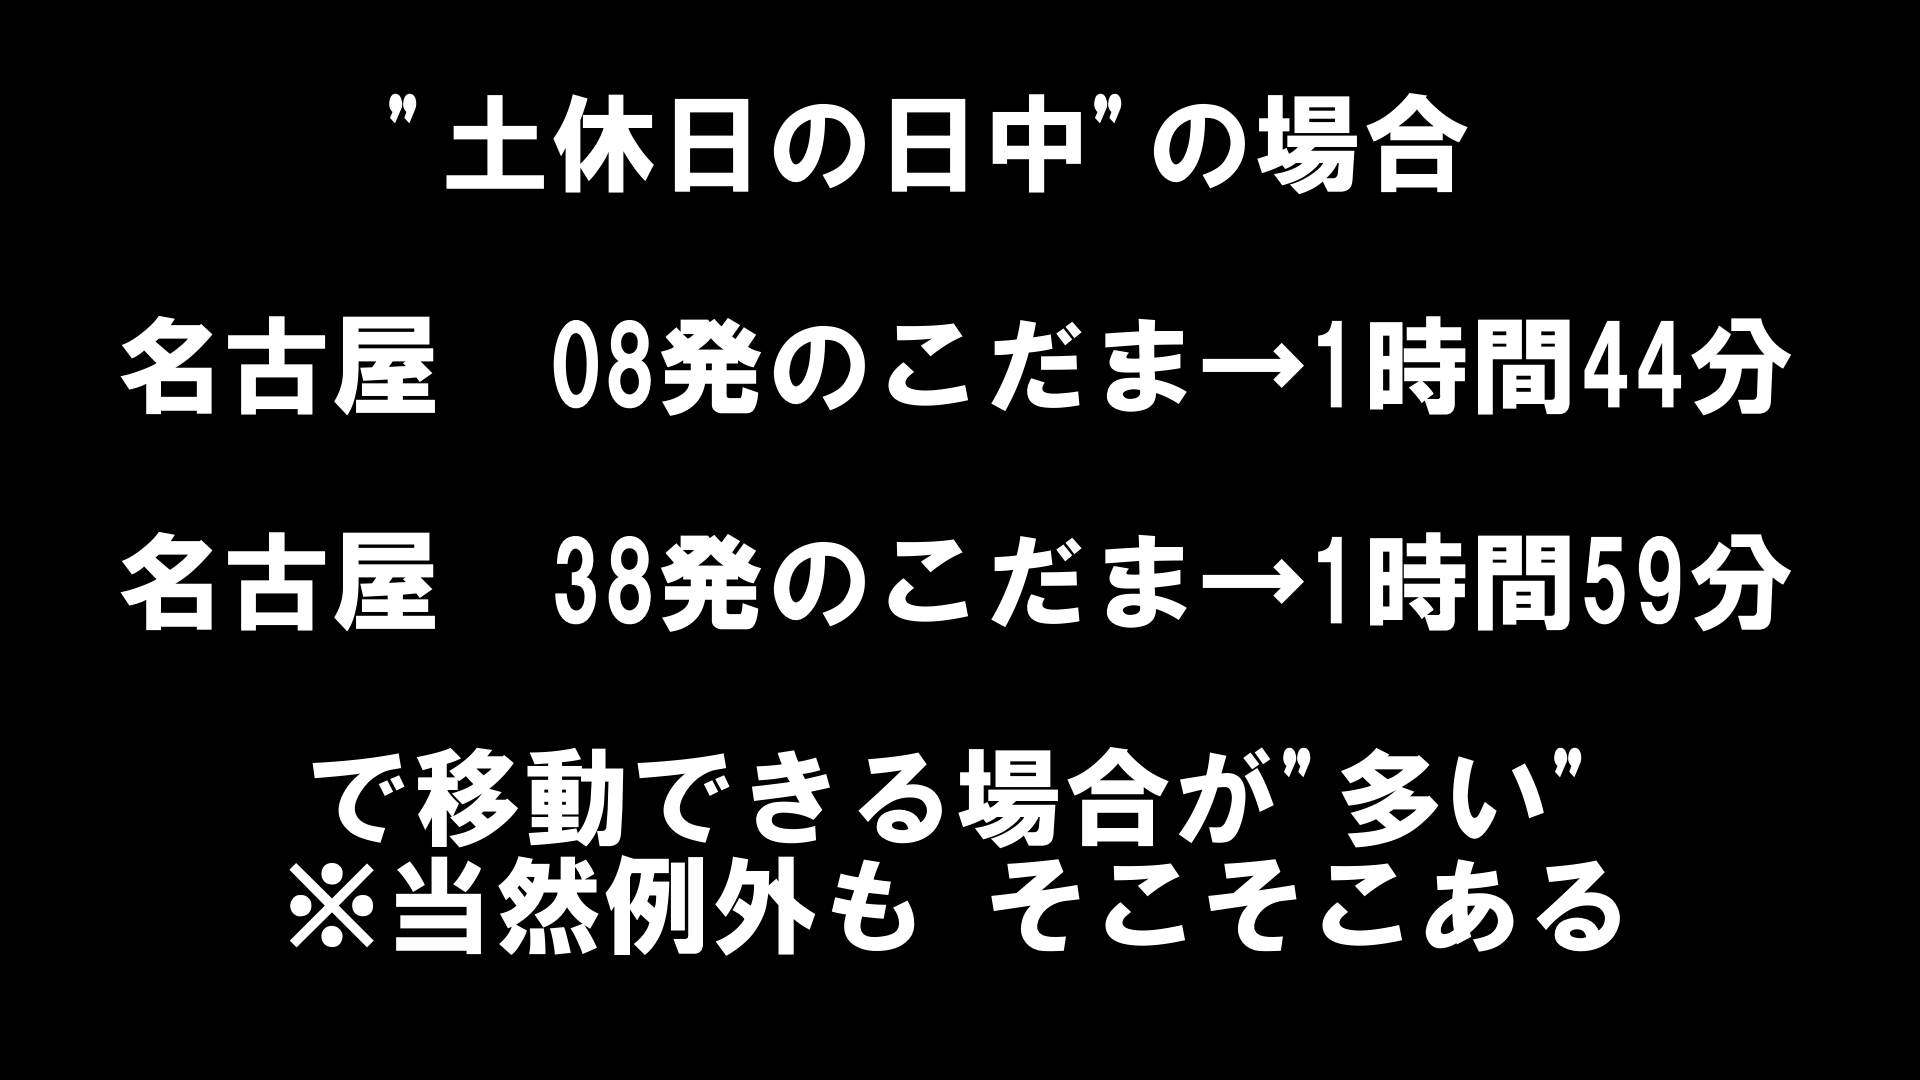 ”土休日の日中”の場合
名古屋　08発のこだま→1時間44分
名古屋　38発のこだま→1時間59分
で移動できる場合が”多い”
※当然例外も そこそこある